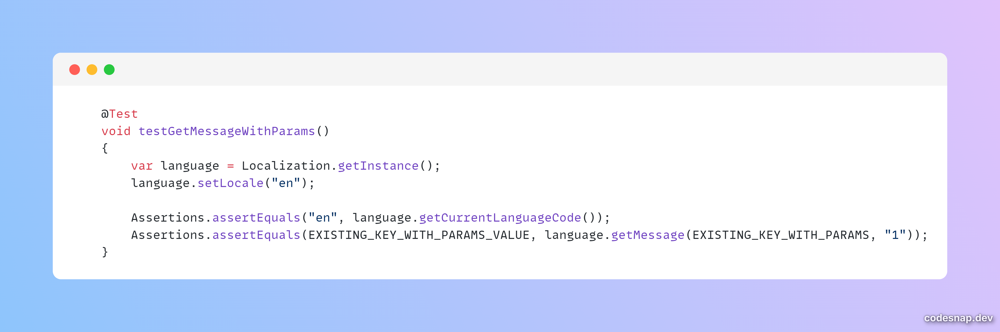 @Test
void testGetMessageWithParams()
{
    var language = Localization.getInstance();
    language.setLocale("en");

    Assertions.assertEquals("en", language.getCurrentLanguageCode());
    Assertions.assertEquals(EXISTING_KEY_WITH_PARAMS_VALUE, language.getMessage(EXISTING_KEY_WITH_PARAMS, "1"));
}
codesnap.dev